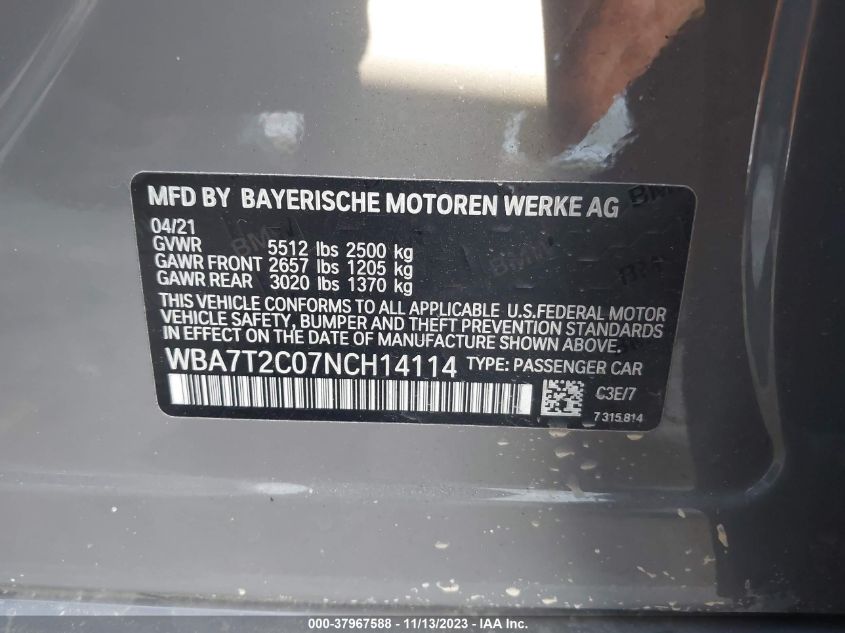 MFD BY BAYERISCHE MOTOREN WERKE AG
04/21
GVWR 5512 lbs 2500 kg
GAWR FRONT 2657 lbs 1205 kg
GAWR REAR 3020 lbs 1370 kg
THIS VEHICLE CONFORMS TO ALL APPLICABLE U.S.FEDERAL MOTOR
VEHICLE SAFETY, BUMPER AND THEFT PREVENTION STANDARDS
IN EFFECT ON THE DATE OF MANUFACTURE SHOWN ABOVE.
WBA7T2C07NCH14114 TYPE: PASSENGER CAR
C3E/7
7 315.814
000-37967588 — 11/13/2023 — IAA Inc.